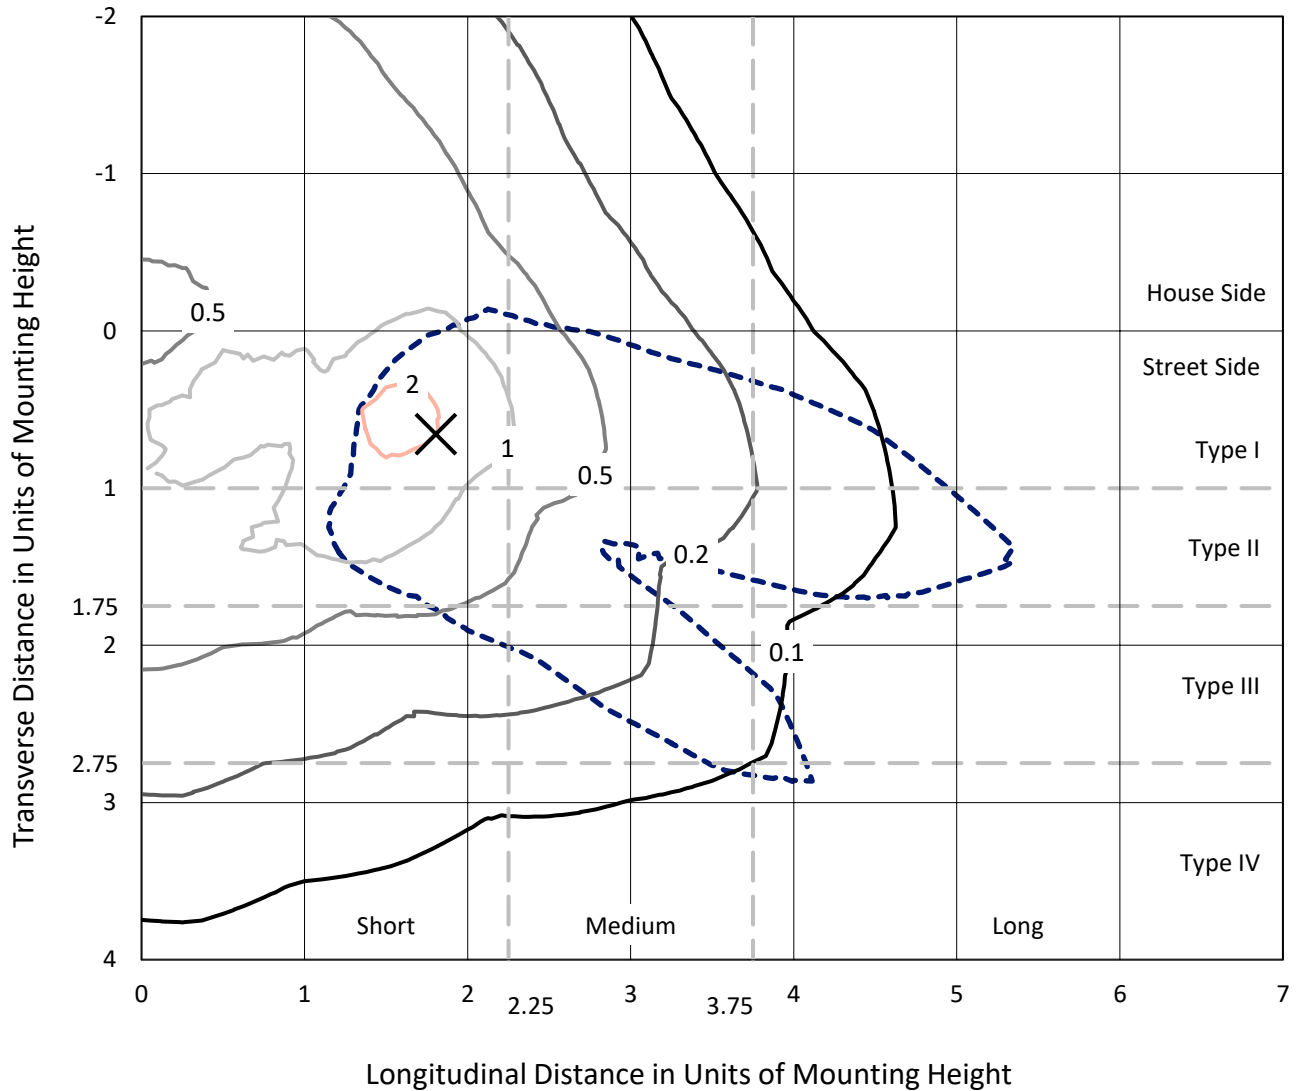 -2
-1
House Side
0.5
0
Street Side
2
Type I
1
0.5
1
Type II
0.2
1.75
2
0.1
Type III
2.75
3
Type IV
Short
Medium
Long
4
0
1
2
2.25
3
3.75
4
5
6
7
Transverse Distance in Units of Mounting Height
Longitudinal Distance in Units of Mounting Height